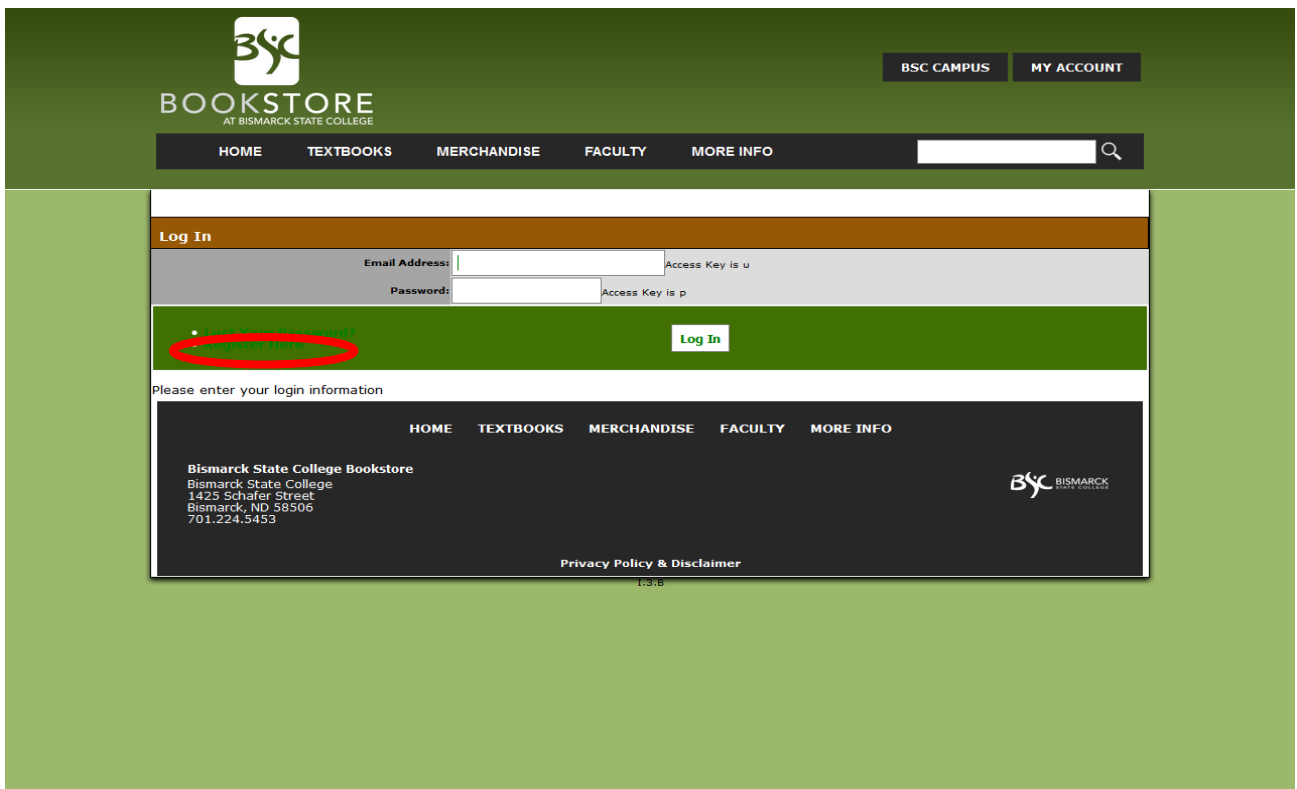 BSC
BOOKSTORE
AT BISMARCK STATE COLLEGE
BSC CAMPUS MY ACCOUNT
HOME TEXTBOOKS MERCHANDISE FACULTY MORE INFO
Log In
Email Address: Access Key is u
Password: Access Key is p
Lost Your Password?
Register Here
Log In
Please enter your login information
HOME TEXTBOOKS MERCHANDISE FACULTY MORE INFO
Bismarck State College Bookstore
Bismarck State College
1425 Schafer Street
Bismarck, ND 58506
701.224.5453
BSC BISMARCK
STATE COLLEGE
Privacy Policy & Disclaimer
1.3.B